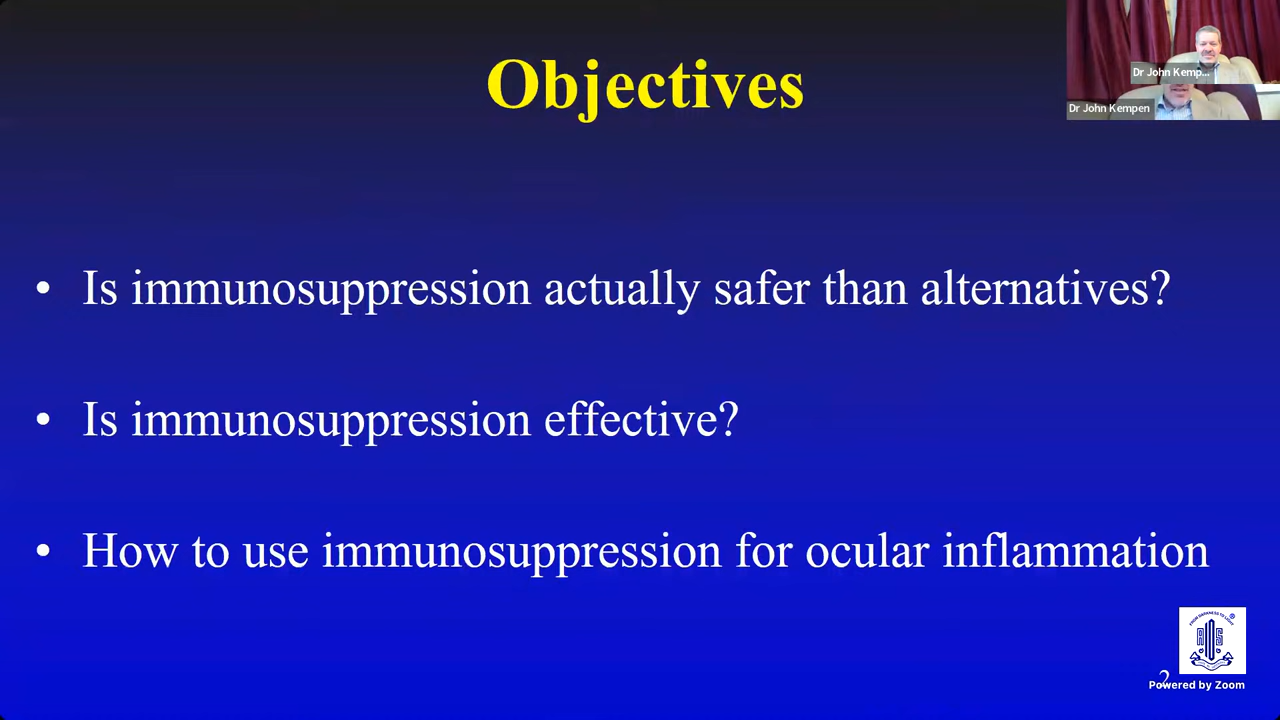 Objectives
Dr John Kemp...
Dr John Kempen
• Is immunosuppression actually safer than alternatives?
• Is immunosuppression effective?
• How to use immunosuppression for ocular inflammation
2
Powered by Zoom